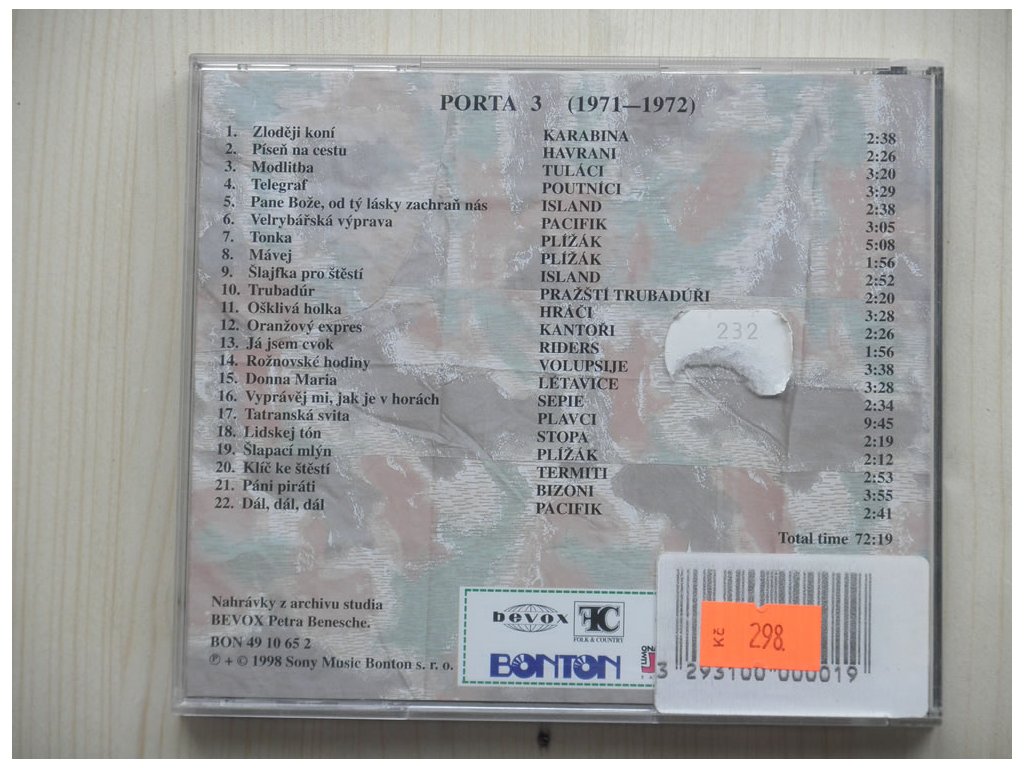 PORTA 3 (1971—1972)
1. Zloději koní KARABINA 2:38
2. Píseň na cestu HAVRANI 2:26
3. Modlitba TULÁCI 3:20
4. Telegraf POUTNÍCI 3:29
5. Pane Bože, od tý lásky zachraň nás ISLAND 2:38
6. Velrybářská výprava PACIFIK 3:05
7. Tonka PLÍŽÁK 5:08
8. Mávej PLÍŽÁK 1:56
9. Šlajfka pro štěstí ISLAND 2:52
10. Trubadúr PRAŽŠTÍ TRUBADÚŘI 2:20
11. Ošklivá holka HRÁČI 3:28
12. Oranžový expres KANTOŘI 2:26
13. Já jsem cvok RIDERS 1:56
14. Rožnovské hodiny VOLUPSIJE 3:38
15. Donna Maria LÉTAVICE 3:28
16. Vyprávěj mi, jak je v horách SEPIE 2:34
17. Tatranská svita PLAVCI 9:45
18. Lidskej tón STOPA 2:19
19. Šlapací mlýn PLÍŽÁK 2:12
20. Klíč ke štěstí TERMITI 2:53
21. Páni piráti BIZONI 3:55
22. Dál, dál, dál PACIFIK 2:41
232
Total time 72:19
Nahrávky z archivu studia
BEVOX Petra Benesche.
BON 49 10 65 2
℗ + © 1998 Sony Music Bonton s. r. o.
bevox
FC
FOLK & COUNTRY
BONTON
Kč 298.
3 293100 000019